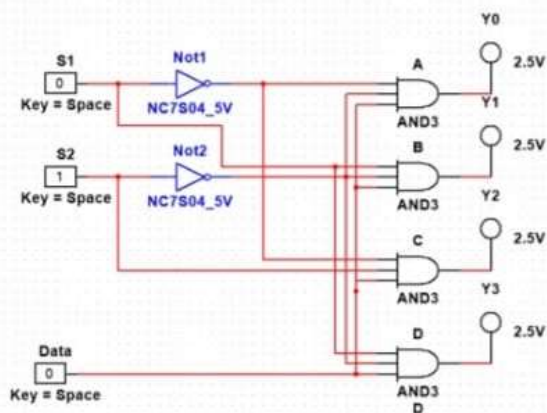 Y0
S1
Not1
A
0
2.5V
Key = Space
NC7S04_5V
Y1
AND3
B
S2
Not2
2.5V
1
Key = Space
NC7S04_5V
Y2
AND3
C
2.5V
Y3
AND3
Data
D
2.5V
0
Key = Space
AND3
D